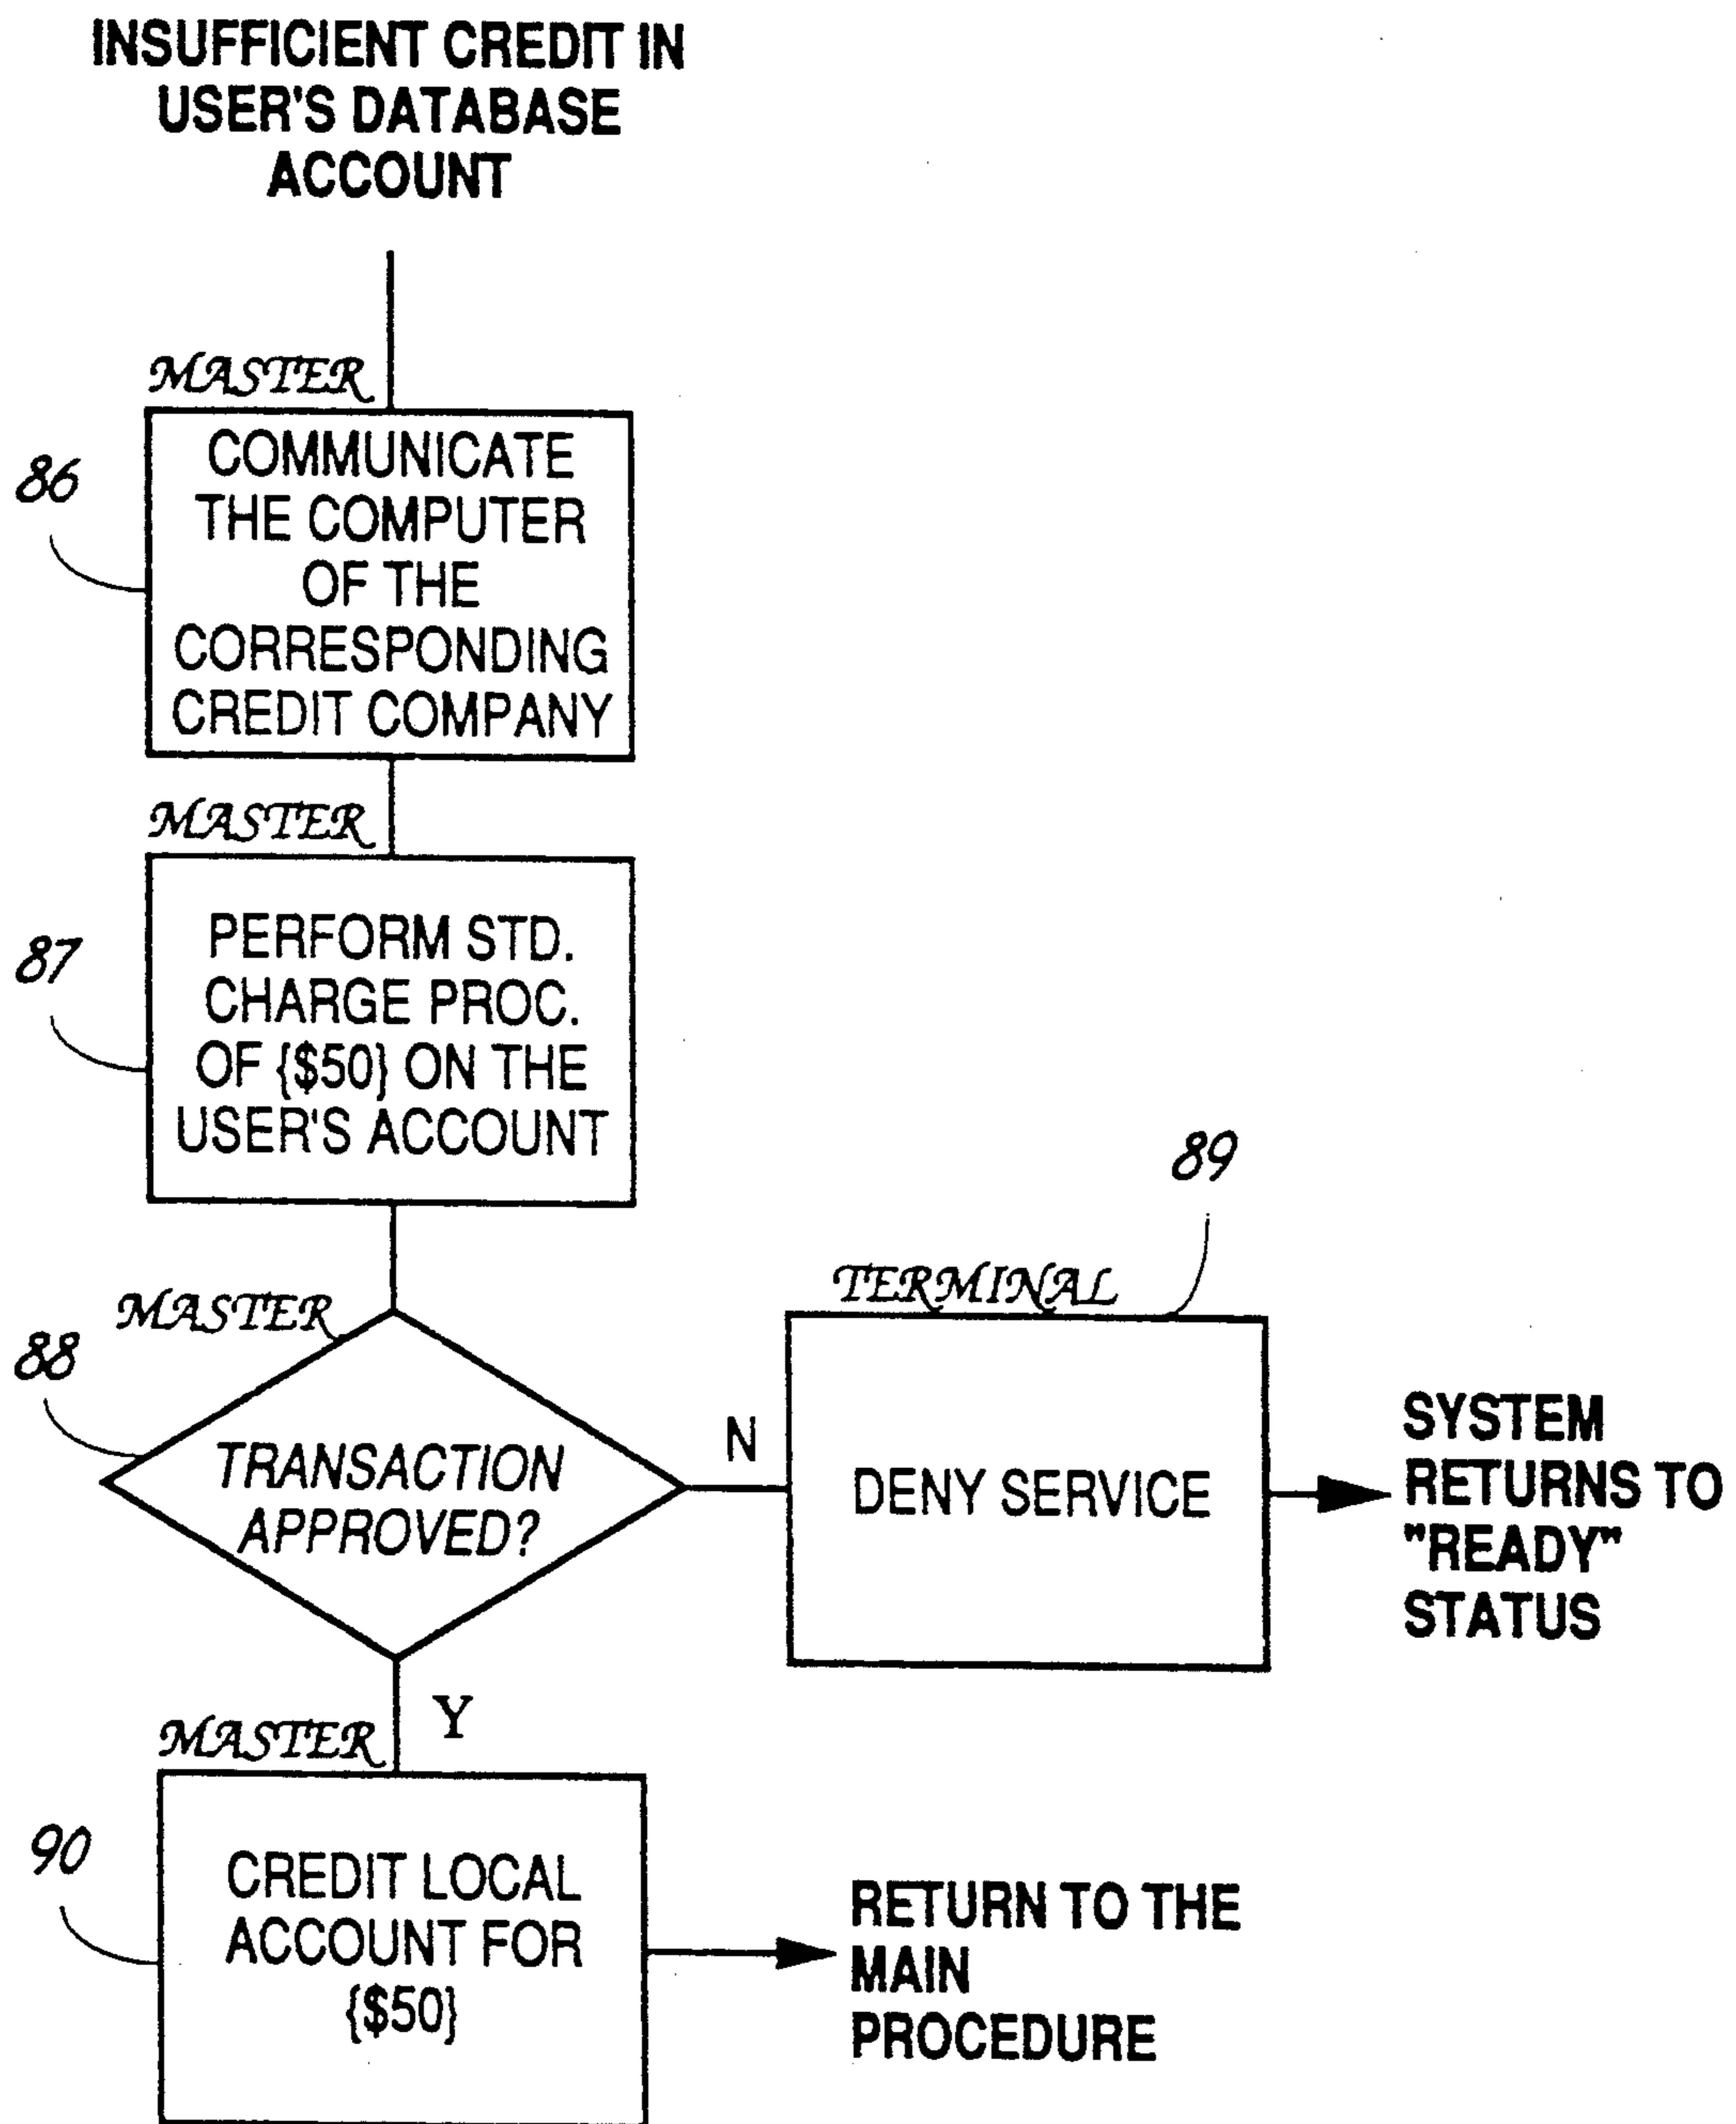 INSUFFICIENT CREDIT IN
USER'S DATABASE
ACCOUNT
MASTER
86
COMMUNICATE
THE COMPUTER
OF THE
CORRESPONDING
CREDIT COMPANY
MASTER
87
PERFORM STD.
CHARGE PROC.
OF {$50} ON THE
USER'S ACCOUNT
MASTER
88
TRANSACTION
APPROVED?
N
TERMINAL
89
DENY SERVICE
SYSTEM
RETURNS TO
"READY"
STATUS
Y
MASTER
90
CREDIT LOCAL
ACCOUNT FOR
{$50}
RETURN TO THE
MAIN
PROCEDURE